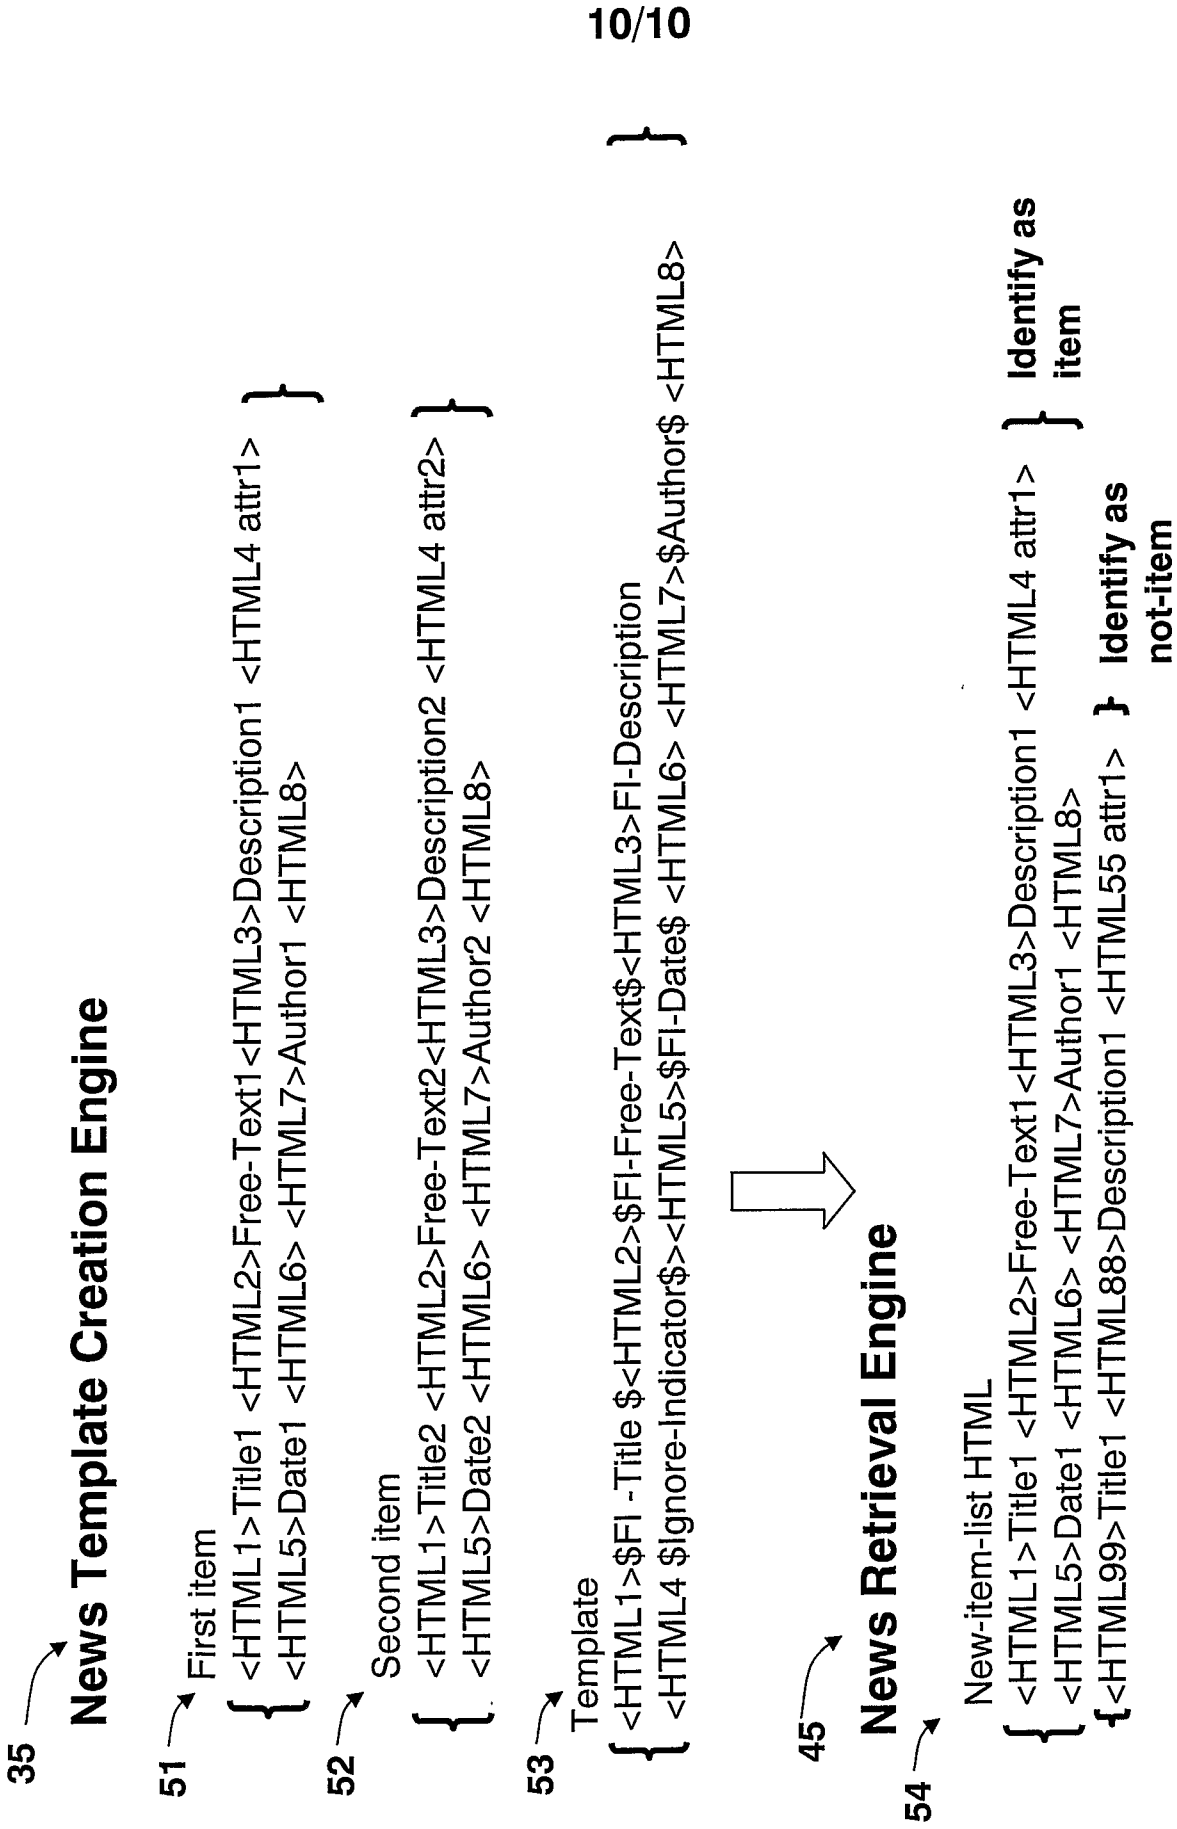 10/10
35
News Template Creation Engine
51
First item
<HTML1>Title1 <HTML2>Free-Text1<HTML3>Description1 <HTML4 attr1>
<HTML5>Date1 <HTML6> <HTML7>Author1 <HTML8>
52
Second item
<HTML1>Title2 <HTML2>Free-Text2<HTML3>Description2 <HTML4 attr2>
<HTML5>Date2 <HTML6> <HTML7>Author2 <HTML8>
53
Template
<HTML1>$FI -Title $<HTML2>$FI-Free-Text$<HTML3>FI-Description
<HTML4 $Ignore-Indicator$><HTML5>$FI-Date$ <HTML6> <HTML7>$Author$ <HTML8>
45
News Retrieval Engine
54
New-item-list HTML
<HTML1>Title1 <HTML2>Free-Text1<HTML3>Description1 <HTML4 attr1>
<HTML5>Date1 <HTML6> <HTML7>Author1 <HTML8>
Identify as
item
<HTML99>Title1 <HTML88>Description1 <HTML55 attr1>
Identify as
not-item